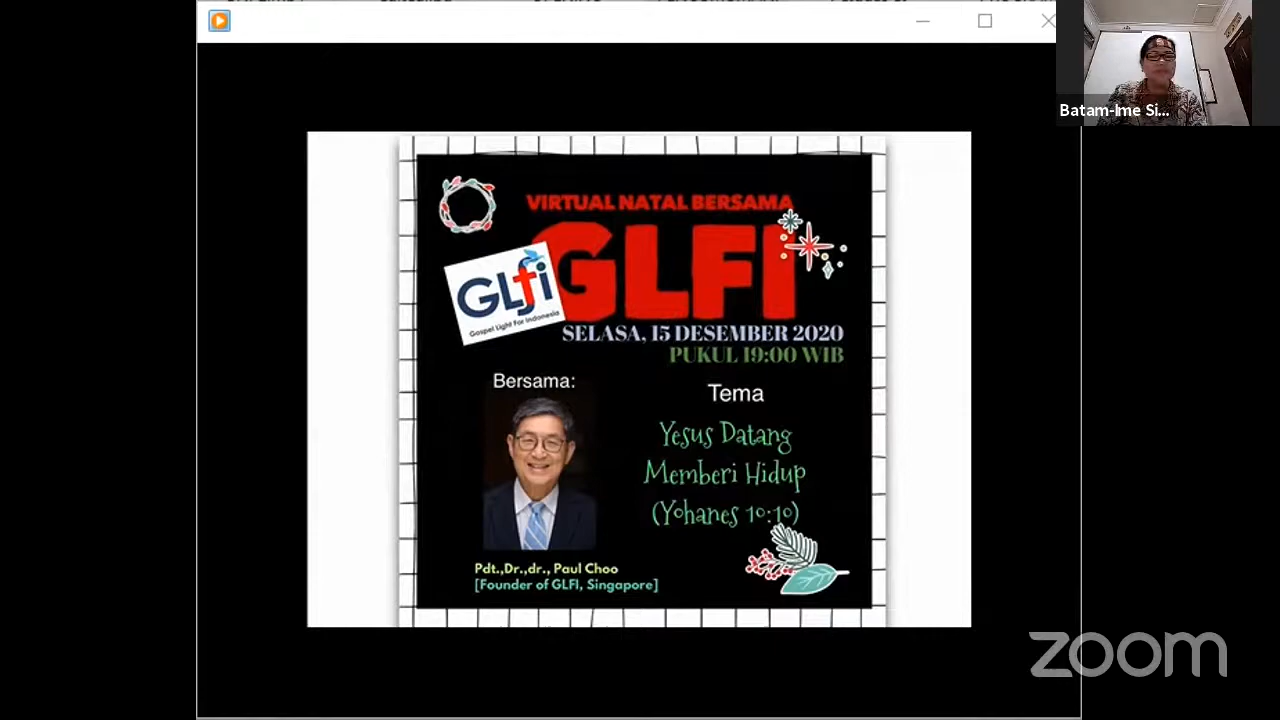 Batam-Ime Si...
VIRTUAL NATAL BERSAMA
GLFI
GLfi
Gospel Light For Indonesia
SELASA, 15 DESEMBER 2020
PUKUL 19:00 WIB
Bersama:
Tema
Yesus Datang
Memberi Hidup
(Yohanes 10:10)
Pdt.,Dr.,dr., Paul Choo
[Founder of GLFI, Singapore]
zoom